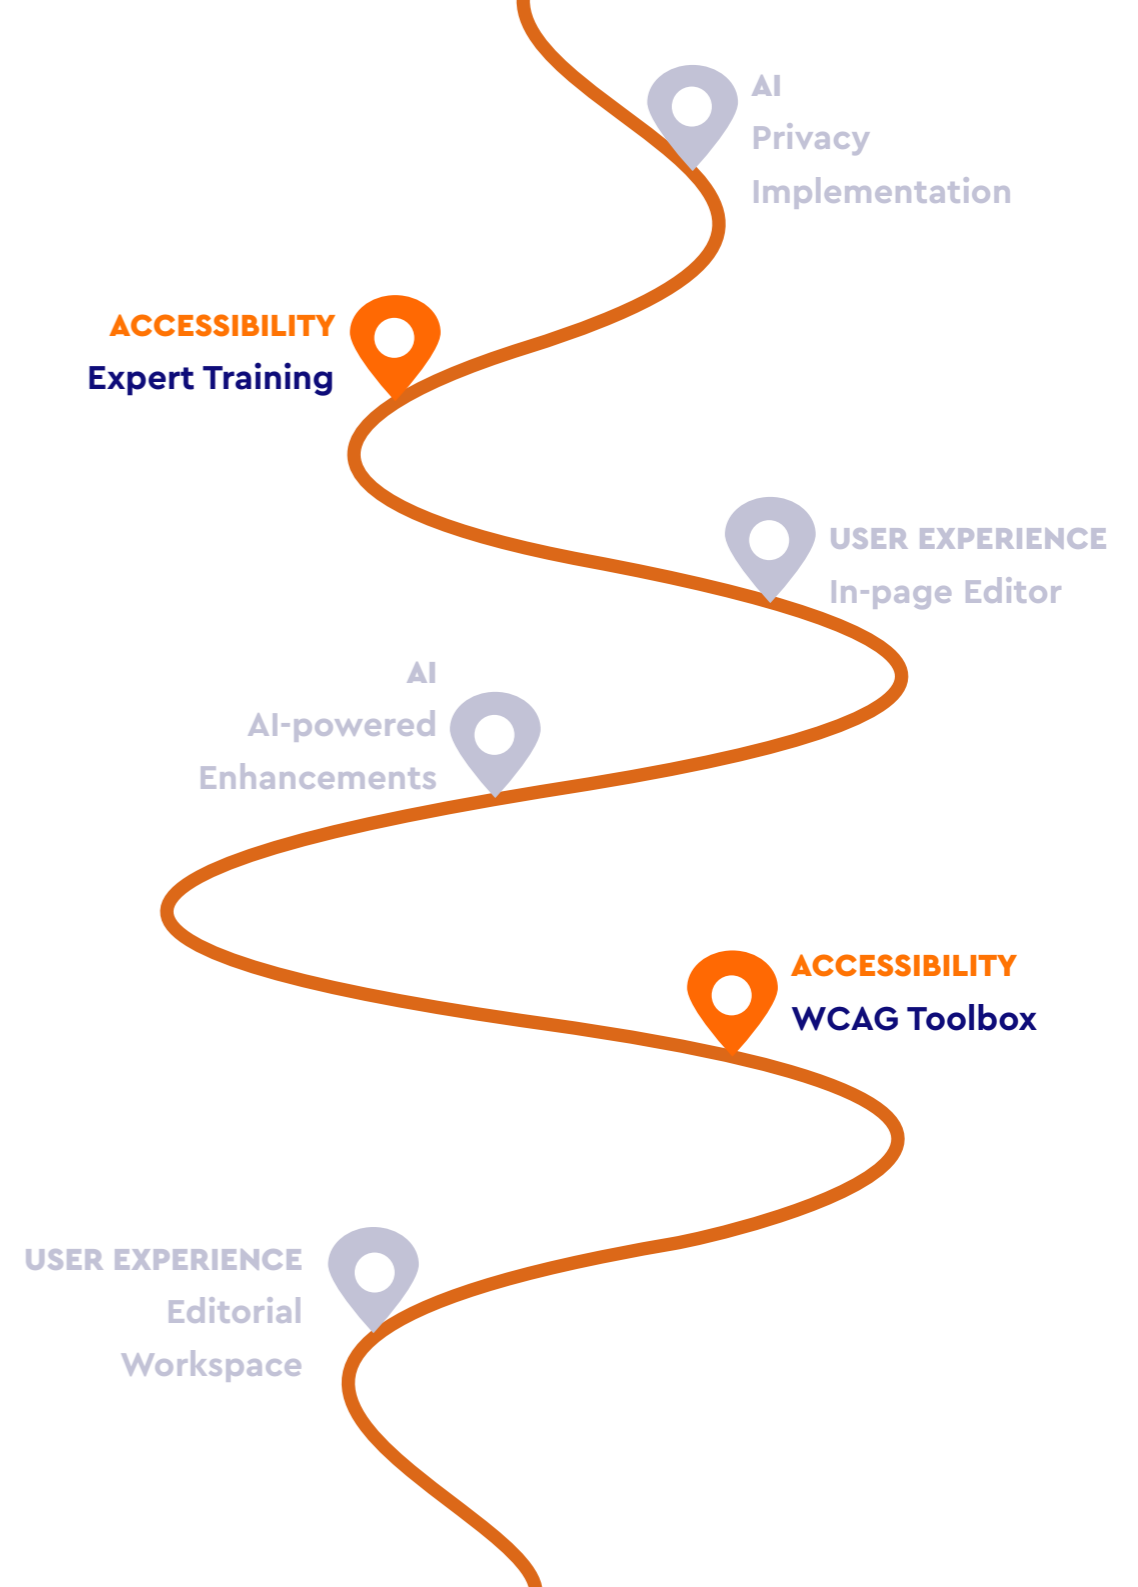 AI
Privacy
Implementation
ACCESSIBILITY
Expert Training
USER EXPERIENCE
In-page Editor
AI
AI-powered
Enhancements
ACCESSIBILITY
WCAG Toolbox
USER EXPERIENCE
Editorial
Workspace